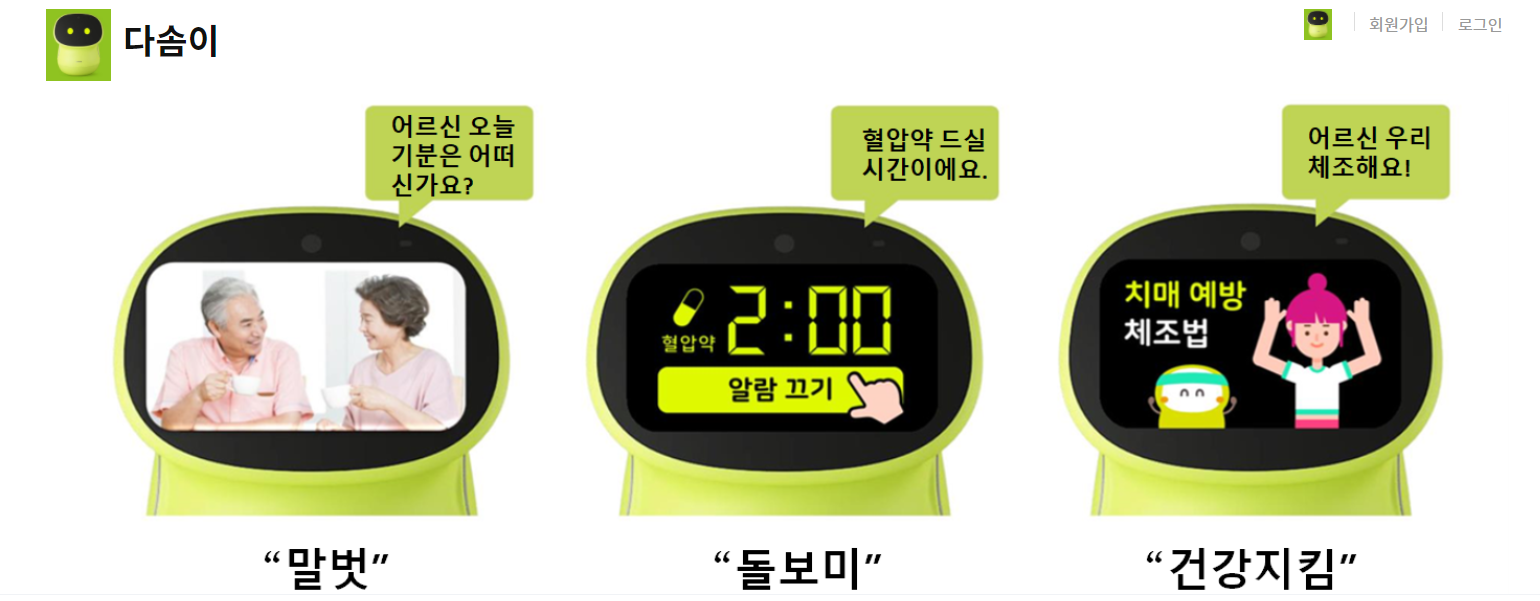 다솜이
회원가입
로그인
어르신 오늘
기분은 어떠
신가요?
혈압약 드실
시간이에요.
어르신 우리
체조해요!
혈압약
2:00
알람 끄기
치매 예방
체조법
“말벗”
“돌보미”
“건강지킴”